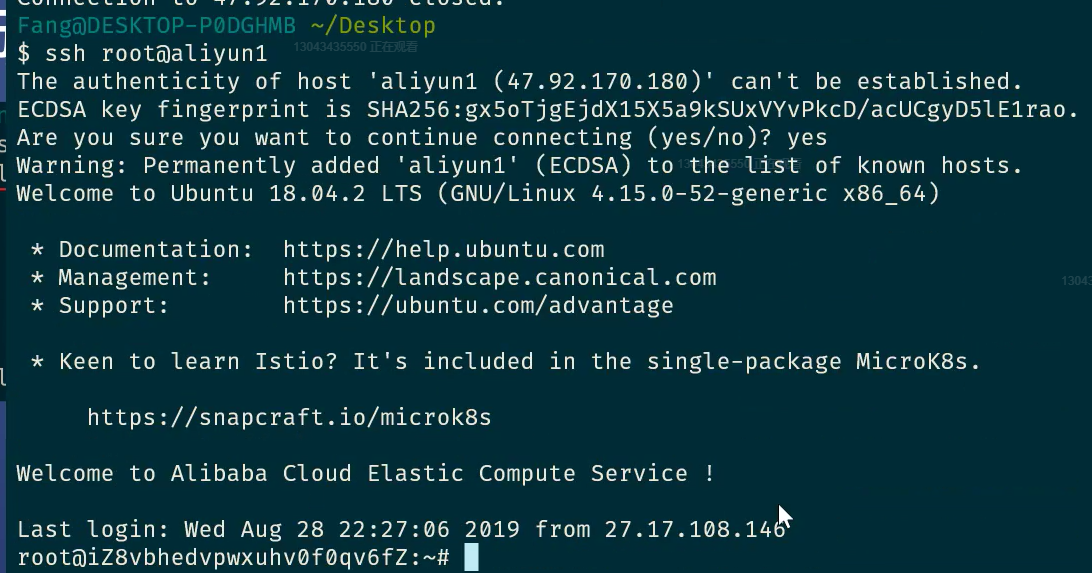 Connection to 47.92.170.180 closed.
Fang@DESKTOP-P0DGHMB ~/Desktop
13043435550 正在观看
$ ssh root@aliyun1
The authenticity of host 'aliyun1 (47.92.170.180)' can't be established.
ECDSA key fingerprint is SHA256:gx5oTjgEjdX15X5a9kSUxVYvPkcD/acUCgyD5lE1rao.
Are you sure you want to continue connecting (yes/no)? yes
Warning: Permanently added 'aliyun1' (ECDSA) to the list of known hosts.
Welcome to Ubuntu 18.04.2 LTS (GNU/Linux 4.15.0-52-generic x86_64)
* Documentation:  https://help.ubuntu.com
* Management:     https://landscape.canonical.com
* Support:        https://ubuntu.com/advantage
* Keen to learn Istio? It's included in the single-package MicroK8s.
https://snapcraft.io/microk8s
Welcome to Alibaba Cloud Elastic Compute Service !
Last login: Wed Aug 28 22:27:06 2019 from 27.17.108.146
root@iZ8vbhedvpwxuhv0f0qv6fZ:~#